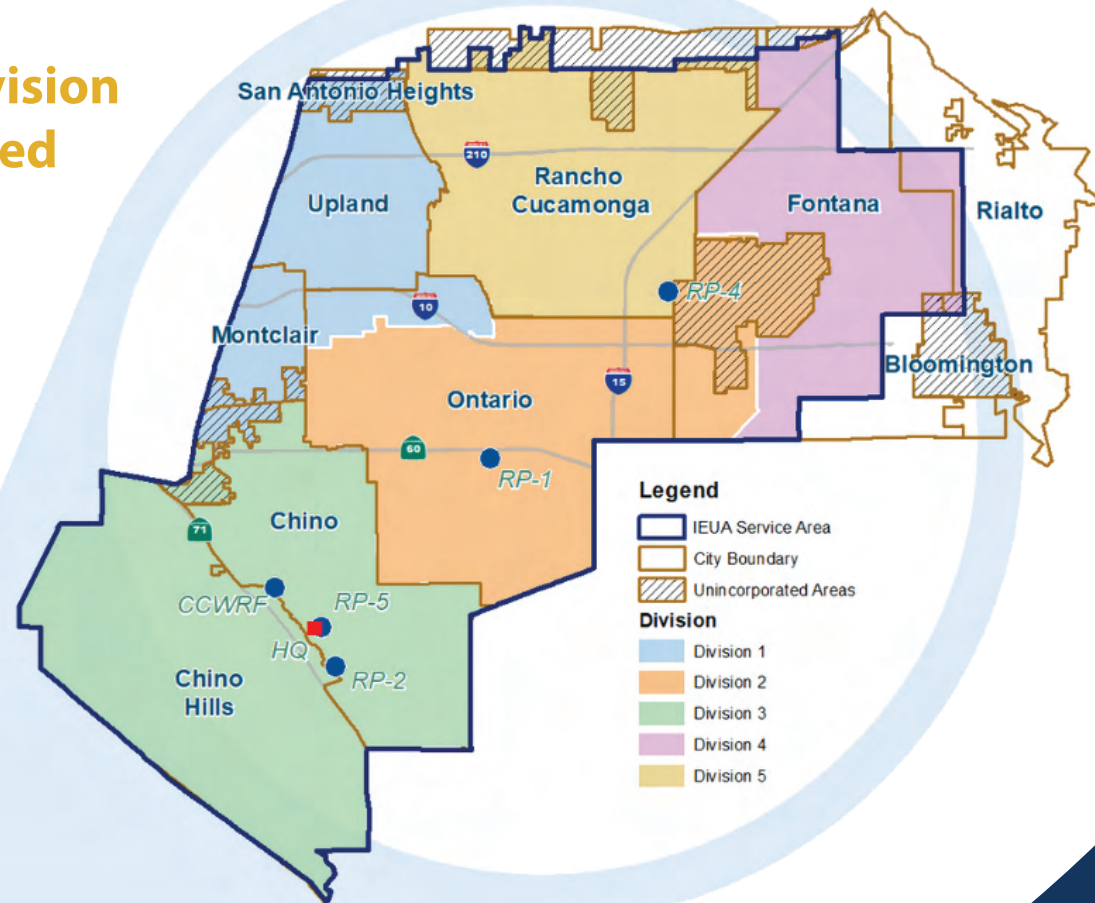 vision
ed
San Antonio Heights
210
Upland
Rancho
Cucamonga
Fontana
Rialto
RP-4
10
Montclair
Bloomington
15
Ontario
60
RP-1
Chino
71
CCWRF
RP-5
HQ
RP-2
Chino
Hills
Legend
IEUA Service Area
City Boundary
Unincorporated Areas
Division
Division 1
Division 2
Division 3
Division 4
Division 5